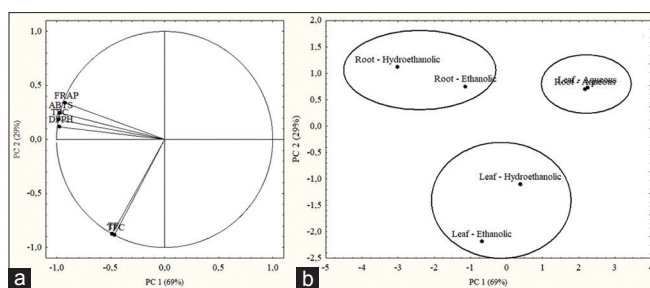 1,0
0,5
0,0
-0,5
-1,0
PC 2 (29%)
FRAP
ABTS
DPPH
-1,0 -0,5 0,0 0,5 1,0
PC 1 (69%)
a
2,0
1,5
1,0
0,5
0,0
-0,5
-1,0
-1,5
-2,0
-2,5
PC 2 (29%)
Root - Hydroethanolic
Root - Ethanolic
Leaf - Aqueous
Root - Aqueous
Leaf - Hydroethanolic
Leaf - Ethanolic
-5 -4 -3 -2 -1 0 1 2 3 4
PC 1 (69%)
b